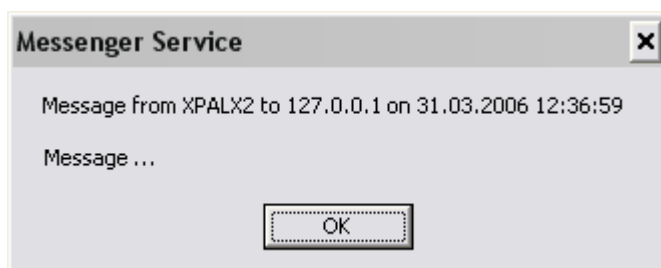 Messenger Service
Message from XPALX2 to 127.0.0.1 on 31.03.2006 12:36:59
Message ...
OK